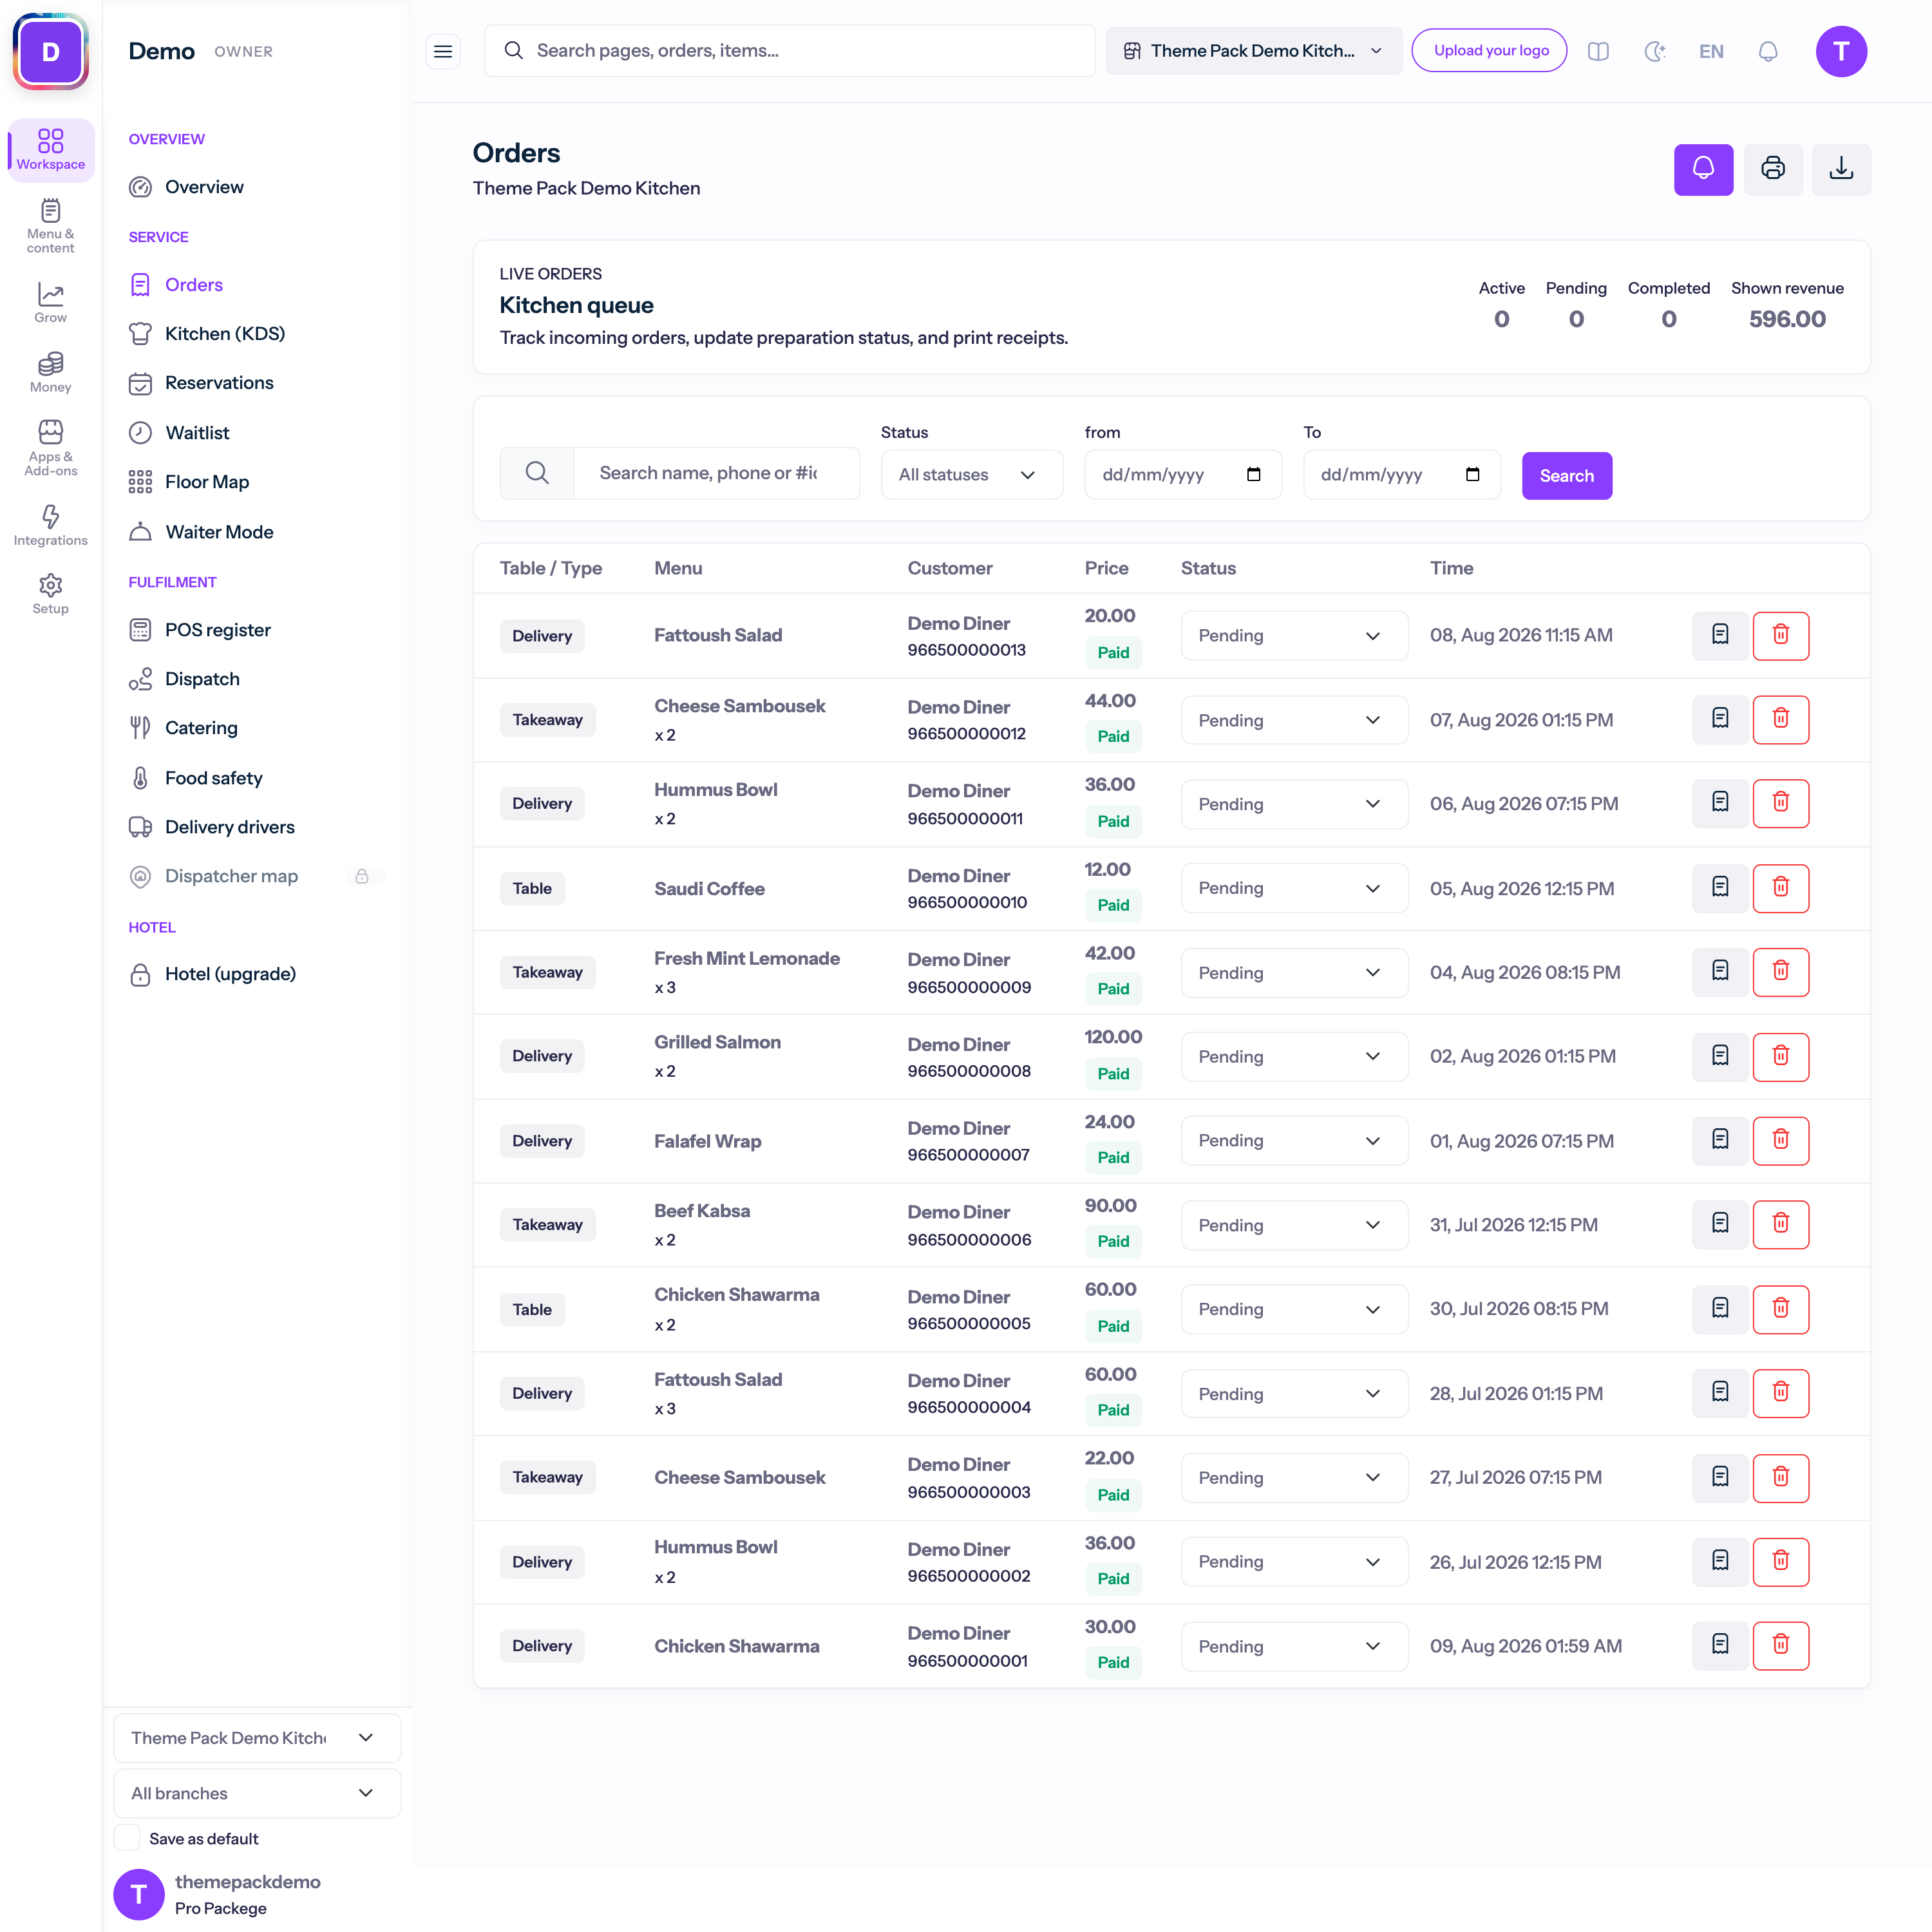 D
Demo OWNER
Workspace
Menu &
content
Grow
Money
Apps &
Add-ons
Integrations
Setup
OVERVIEW
Overview
SERVICE
Orders
Kitchen (KDS)
Reservations
Waitlist
Floor Map
Waiter Mode
FULFILMENT
POS register
Dispatch
Catering
Food safety
Delivery drivers
Dispatcher map
HOTEL
Hotel (upgrade)
Theme Pack Demo Kitche
All branches
Save as default
T
themepackdemo
Pro Packege
Search pages, orders, items...
Theme Pack Demo Kitch...
Upload your logo
EN
T
Orders
Theme Pack Demo Kitchen
LIVE ORDERS
Kitchen queue
Track incoming orders, update preparation status, and print receipts.
Active Pending Completed Shown revenue
0 0 0 596.00
Status from To
Search name, phone or #ic All statuses dd/mm/yyyy dd/mm/yyyy Search
Table / Type Menu Customer Price Status Time
Delivery Fattoush Salad Demo Diner 966500000013 20.00 Paid Pending 08, Aug 2026 11:15 AM
Takeaway Cheese Sambousek x 2 Demo Diner 966500000012 44.00 Paid Pending 07, Aug 2026 01:15 PM
Delivery Hummus Bowl x 2 Demo Diner 966500000011 36.00 Paid Pending 06, Aug 2026 07:15 PM
Table Saudi Coffee Demo Diner 966500000010 12.00 Paid Pending 05, Aug 2026 12:15 PM
Takeaway Fresh Mint Lemonade x 3 Demo Diner 966500000009 42.00 Paid Pending 04, Aug 2026 08:15 PM
Delivery Grilled Salmon x 2 Demo Diner 966500000008 120.00 Paid Pending 02, Aug 2026 01:15 PM
Delivery Falafel Wrap Demo Diner 966500000007 24.00 Paid Pending 01, Aug 2026 07:15 PM
Takeaway Beef Kabsa x 2 Demo Diner 966500000006 90.00 Paid Pending 31, Jul 2026 12:15 PM
Table Chicken Shawarma x 2 Demo Diner 966500000005 60.00 Paid Pending 30, Jul 2026 08:15 PM
Delivery Fattoush Salad x 3 Demo Diner 966500000004 60.00 Paid Pending 28, Jul 2026 01:15 PM
Takeaway Cheese Sambousek Demo Diner 966500000003 22.00 Paid Pending 27, Jul 2026 07:15 PM
Delivery Hummus Bowl x 2 Demo Diner 966500000002 36.00 Paid Pending 26, Jul 2026 12:15 PM
Delivery Chicken Shawarma Demo Diner 966500000001 30.00 Paid Pending 09, Aug 2026 01:59 AM